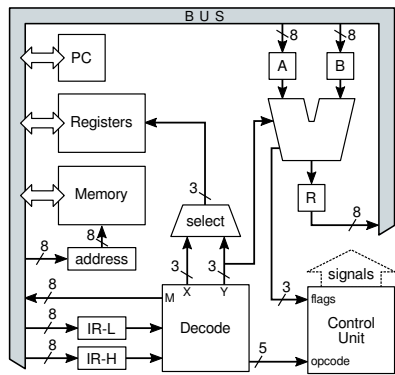 BUS
8
8
PC
A
B
Registers
3
Memory
R
8
select
8
8
address
signals
3
3
8
M
X
Y
3
flags
8
IR-L
Decode
Control
Unit
8
IR-H
5
opcode